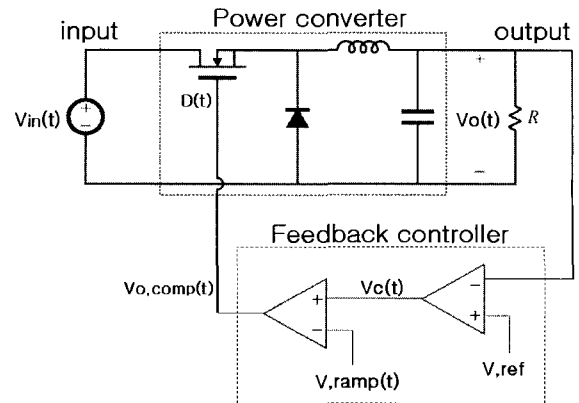 Power converter
input
output
D(t)
+
−
Vin(t)
+
Vo(t)
−
R
Feedback controller
Vo,comp(t)
Vc(t)
+
−
−
+
V,ramp(t)
V,ref